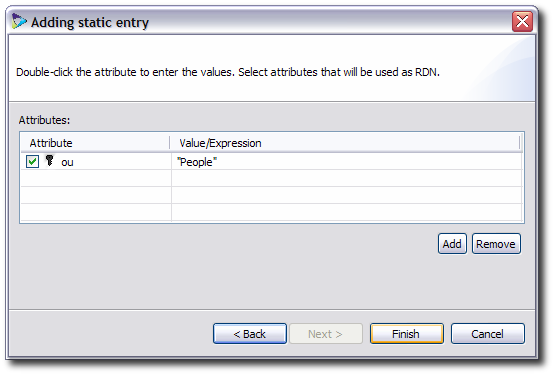 Adding static entry
Double-click the attribute to enter the values. Select attributes that will be used as RDN.
Attributes:
Attribute Value/Expression
ou "People"
Add Remove
< Back Next > Finish Cancel